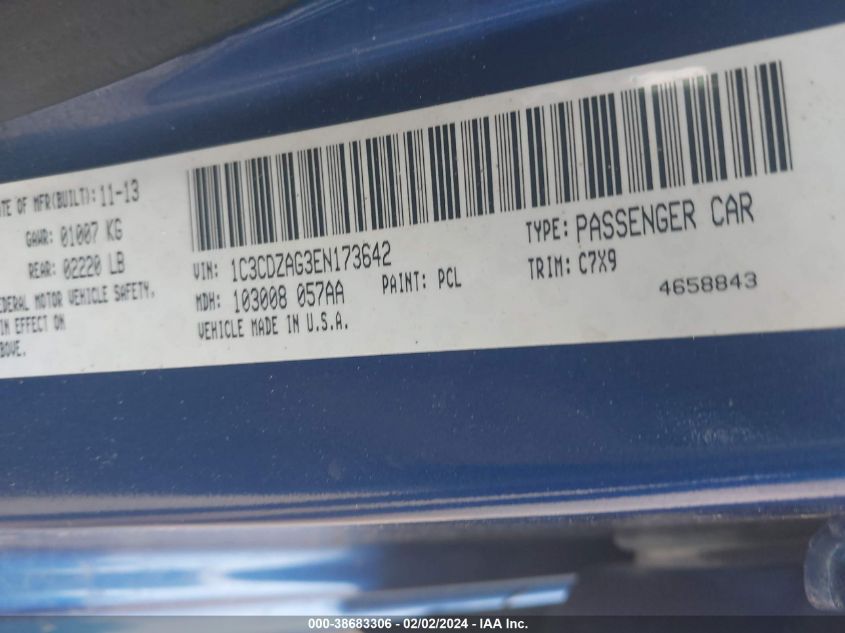 TE OF MFR(BUILT): 11-13
GAWR: 01007 KG
REAR: 02220 LB
EDERAL MOTOR VEHICLE SAFETY,
IN EFFECT ON
BOVE.
VIN: 1C3CDZAG3EN173642
MDH: 103008 057AA PAINT: PCL
VEHICLE MADE IN U.S.A.
TYPE: PASSENGER CAR
TRIM: C7X9
4658843
000-38683306 - 02/02/2024 - IAA Inc.